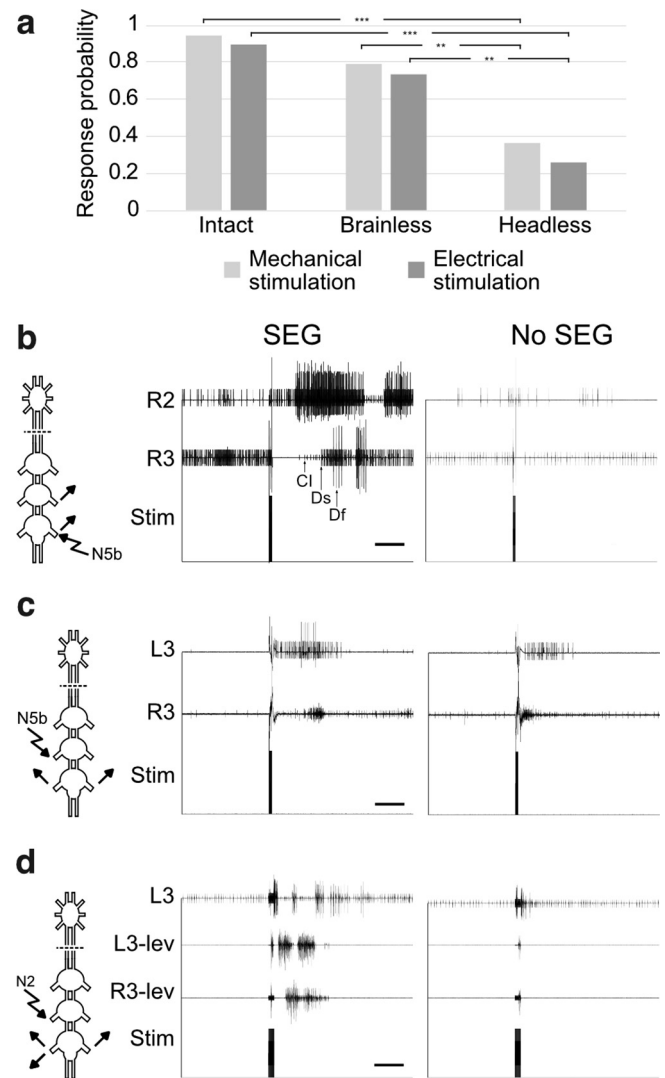 a
Response probability
1
0.8
0.6
0.4
0.2
0
***
***
**
**
Intact
Brainless
Headless
Mechanical
stimulation
Electrical
stimulation
b
SEG
No SEG
R2
R3
CI
Ds
Df
Stim
N5b
c
L3
N5b
R3
Stim
d
L3
L3-lev
N2
R3-lev
Stim